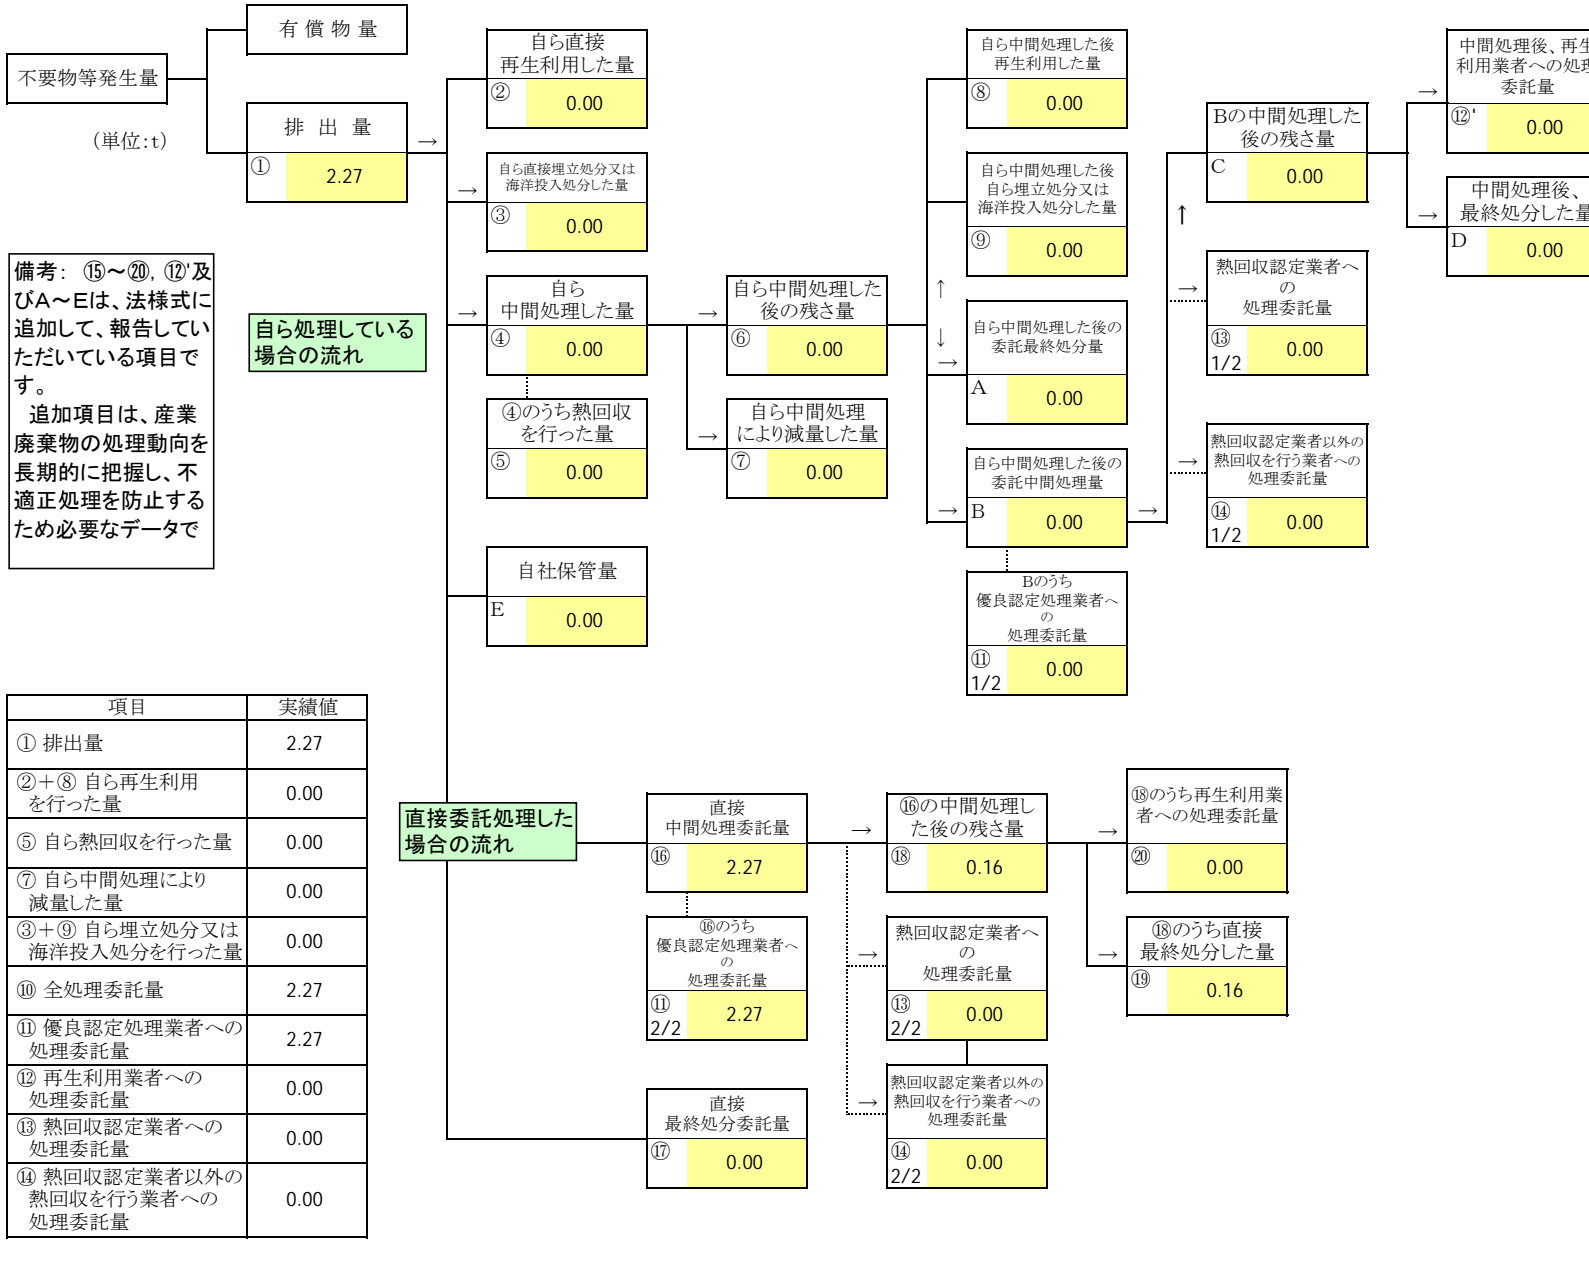 有 償 物 量
不要物等発生量
(単位:t)
排 出 量
→
①
2.27
備考： ⑮～⑳, ⑫'及
びA～Eは、法様式に
追加して、報告してい
ただいている項目で
す。
追加項目は、産業
廃棄物の処理動向を
長期的に把握し、不
適正処理を防止する
ため必要なデータで
自ら処理している
場合の流れ
自ら直接
再生利用した量
②
0.00
→
自ら直接埋立処分又は
海洋投入処分した量
③
0.00
→
自ら
中間処理した量
④
0.00
④のうち熱回収
を行った量
⑤
0.00
自社保管量
E
0.00
→
自ら中間処理した
後の残さ量
⑥
0.00
→
自ら中間処理
により減量した量
⑦
0.00
自ら中間処理した後
再生利用した量
⑧
0.00
自ら中間処理した後
自ら埋立処分又は
海洋投入処分した量
⑨
0.00
↑
↓
→
自ら中間処理した後の
委託最終処分量
A
0.00
自ら中間処理した後の
委託中間処理量
→
B
0.00
→
Bのうち
優良認定処理業者へ
の
処理委託量
⑪
1/2
0.00
↑
Bの中間処理した
後の残さ量
C
0.00
→
熱回収認定業者へ
の
処理委託量
⑬
1/2
0.00
→
熱回収認定業者以外の
熱回収を行う業者への
処理委託量
⑭
1/2
0.00
→
中間処理後、再生
利用業者への処理
委託量
⑫'
0.00
→
中間処理後、
最終処分した量
D
0.00
項目 実績値
① 排出量 2.27
②＋⑧ 自ら再生利用
を行った量 0.00
⑤ 自ら熱回収を行った量 0.00
⑦ 自ら中間処理により
減量した量 0.00
③＋⑨ 自ら埋立処分又は
海洋投入処分を行った量 0.00
⑩ 全処理委託量 2.27
⑪ 優良認定処理業者への
処理委託量 2.27
⑫ 再生利用業者への
処理委託量 0.00
⑬ 熱回収認定業者への
処理委託量 0.00
⑭ 熱回収認定業者以外の
熱回収を行う業者への
処理委託量 0.00
直接委託処理した
場合の流れ
直接
中間処理委託量
⑯
2.27
⑯のうち
優良認定処理業者へ
の
処理委託量
⑪
2/2
2.27
直接
最終処分委託量
⑰
0.00
→
⑯の中間処理し
た後の残さ量
⑱
0.16
→
熱回収認定業者へ
の
処理委託量
⑬
2/2
0.00
→
熱回収認定業者以外の
熱回収を行う業者への
処理委託量
⑭
2/2
0.00
→
⑱のうち再生利用業
者への処理委託量
⑳
0.00
→
⑱のうち直接
最終処分した量
⑲
0.16